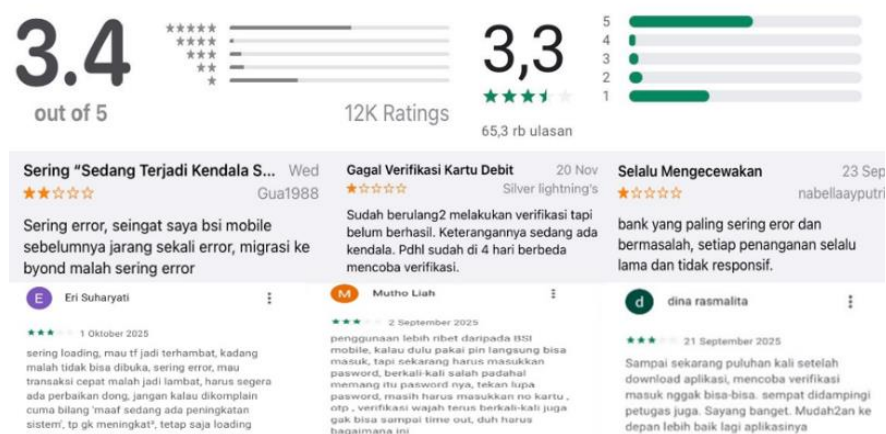 3.4
out of 5
★★★★★
★★★★
★★★
★★
★
12K Ratings
3,3
65,3 rb ulasan
5
4
3
2
1
Sering “Sedang Terjadi Kendala S... Wed
Gua1988
Sering error, seingat saya bsi mobile
sebelumnya jarang sekali error, migrasi ke
byond malah sering error
Gagal Verifikasi Kartu Debit 20 Nov
Silver lightning's
Sudah berulang2 melakukan verifikasi tapi
belum berhasil. Keterangannya sedang ada
kendala. Pdhl sudah di 4 hari berbeda
mencoba verifikasi.
Selalu Mengecewakan 23 Sep
nabellaayputri
bank yang paling sering eror dan
bermasalah, setiap penanganan selalu
lama dan tidak responsif.
E Eri Suharyati
1 Oktober 2025
sering loading, mau tf jadi terhambat, kadang
malah tidak bisa dibuka, sering error, mau
transaksi cepat malah jadi lambat, harus segera
ada perbaikan dong, jangan kalau dikomplain
cuma bilang 'maaf sedang ada peningkatan
sistem', tp gk meningkat², tetap saja loading
M Mutho Liah
2 September 2025
penggunaan lebih ribet daripada BSI
mobile, kalau dulu pakai pin langsung bisa
masuk, tapi sekarang harus masukkan
pasword, berkali-kali salah padahal
memang itu pasword nya, tekan lupa
pasword, masih harus masukkan no kartu ,
otp , verifikasi wajah terus berkali-kali juga
gak bisa sampai time out, duh harus
bagaimana ini
d dina rasmalita
21 September 2025
Sampai sekarang puluhan kali setelah
download aplikasi, mencoba verifikasi
masuk nggak bisa-bisa. sempat didampingi
petugas juga. Sayang banget. Mudah2an ke
depan lebih baik lagi aplikasinya